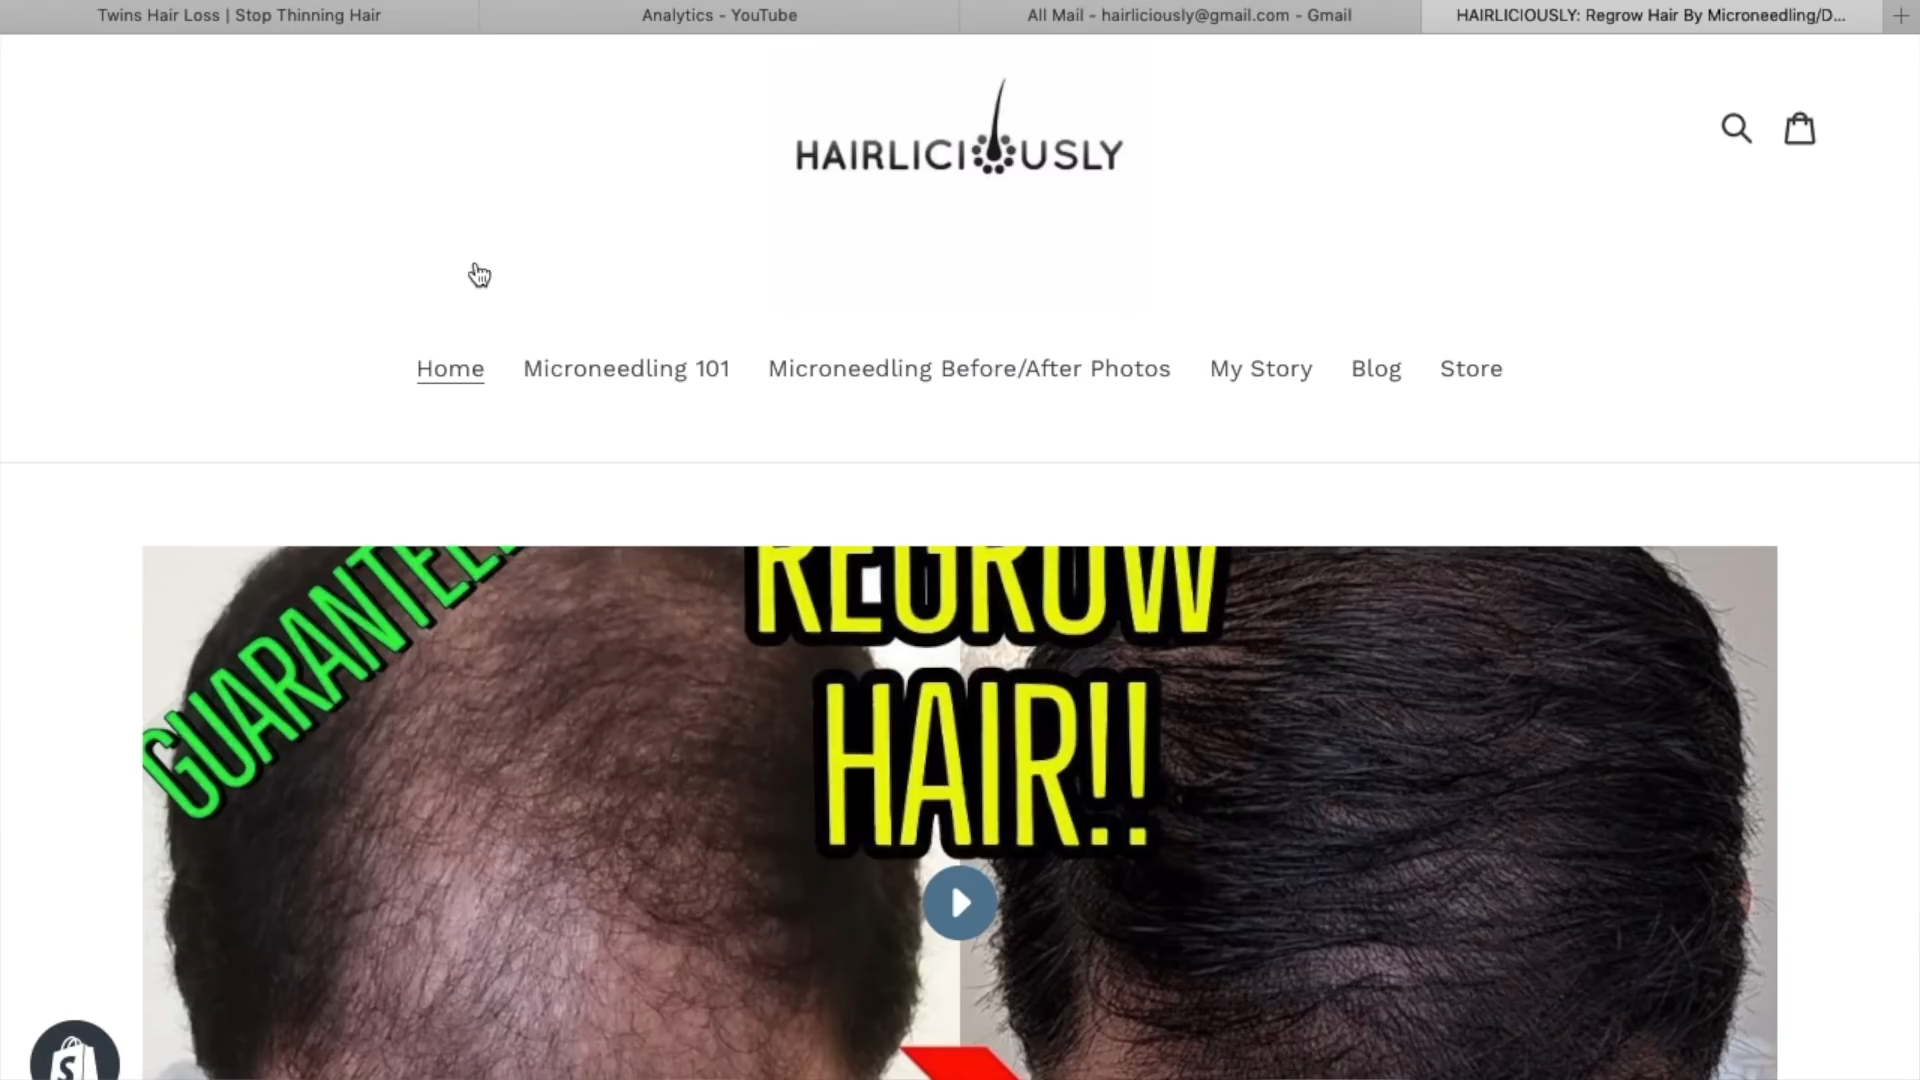 Twins Hair Loss | Stop Thinning Hair
Analytics - YouTube
All Mail - hairliciously@gmail.com - Gmail
HAIRLICIOUSLY: Regrow Hair By Microneedling/D...
HAIRLICIOUSLY
Home
Microneedling 101
Microneedling Before/After Photos
My Story
Blog
Store
GUARANTEE
REGROW
HAIR!!